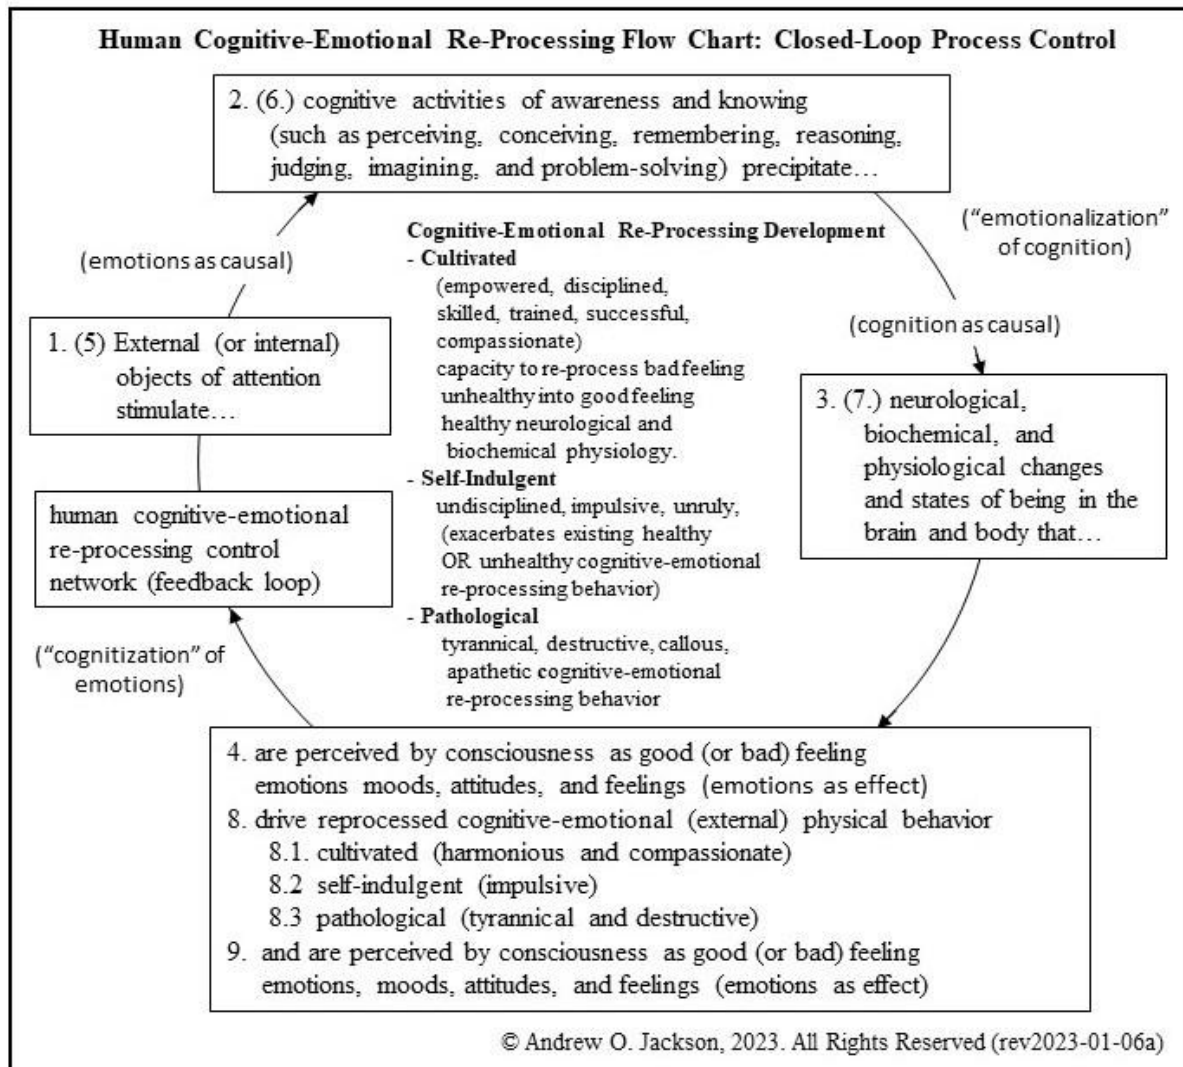 Human Cognitive-Emotional Re-Processing Flow Chart: Closed-Loop Process Control
2. (6.) cognitive activities of awareness and knowing
(such as perceiving, conceiving, remembering, reasoning,
judging, imagining, and problem-solving) precipitate…
(“emotionalization”
of cognition)
(cognition as causal)
(emotions as causal)
1. (5) External (or internal)
objects of attention
stimulate…
human cognitive-emotional
re-processing control
network (feedback loop)
(“cognitization” of
emotions)
Cognitive-Emotional Re-Processing Development
- Cultivated
(empowered, disciplined,
skilled, trained, successful,
compassionate)
capacity to re-process bad feeling
unhealthy into good feeling
healthy neurological and
biochemical physiology.
- Self-Indulgent
undisciplined, impulsive, unruly,
(exacerbates existing healthy
OR unhealthy cognitive-emotional
re-processing behavior)
- Pathological
tyrannical, destructive, callous,
apathetic cognitive-emotional
re-processing behavior
3. (7.) neurological,
biochemical, and
physiological changes
and states of being in the
brain and body that…
4. are perceived by consciousness as good (or bad) feeling
emotions moods, attitudes, and feelings (emotions as effect)
8. drive reprocessed cognitive-emotional (external) physical behavior
8.1. cultivated (harmonious and compassionate)
8.2 self-indulgent (impulsive)
8.3 pathological (tyrannical and destructive)
9. and are perceived by consciousness as good (or bad) feeling
emotions, moods, attitudes, and feelings (emotions as effect)
© Andrew O. Jackson, 2023. All Rights Reserved (rev2023-01-06a)